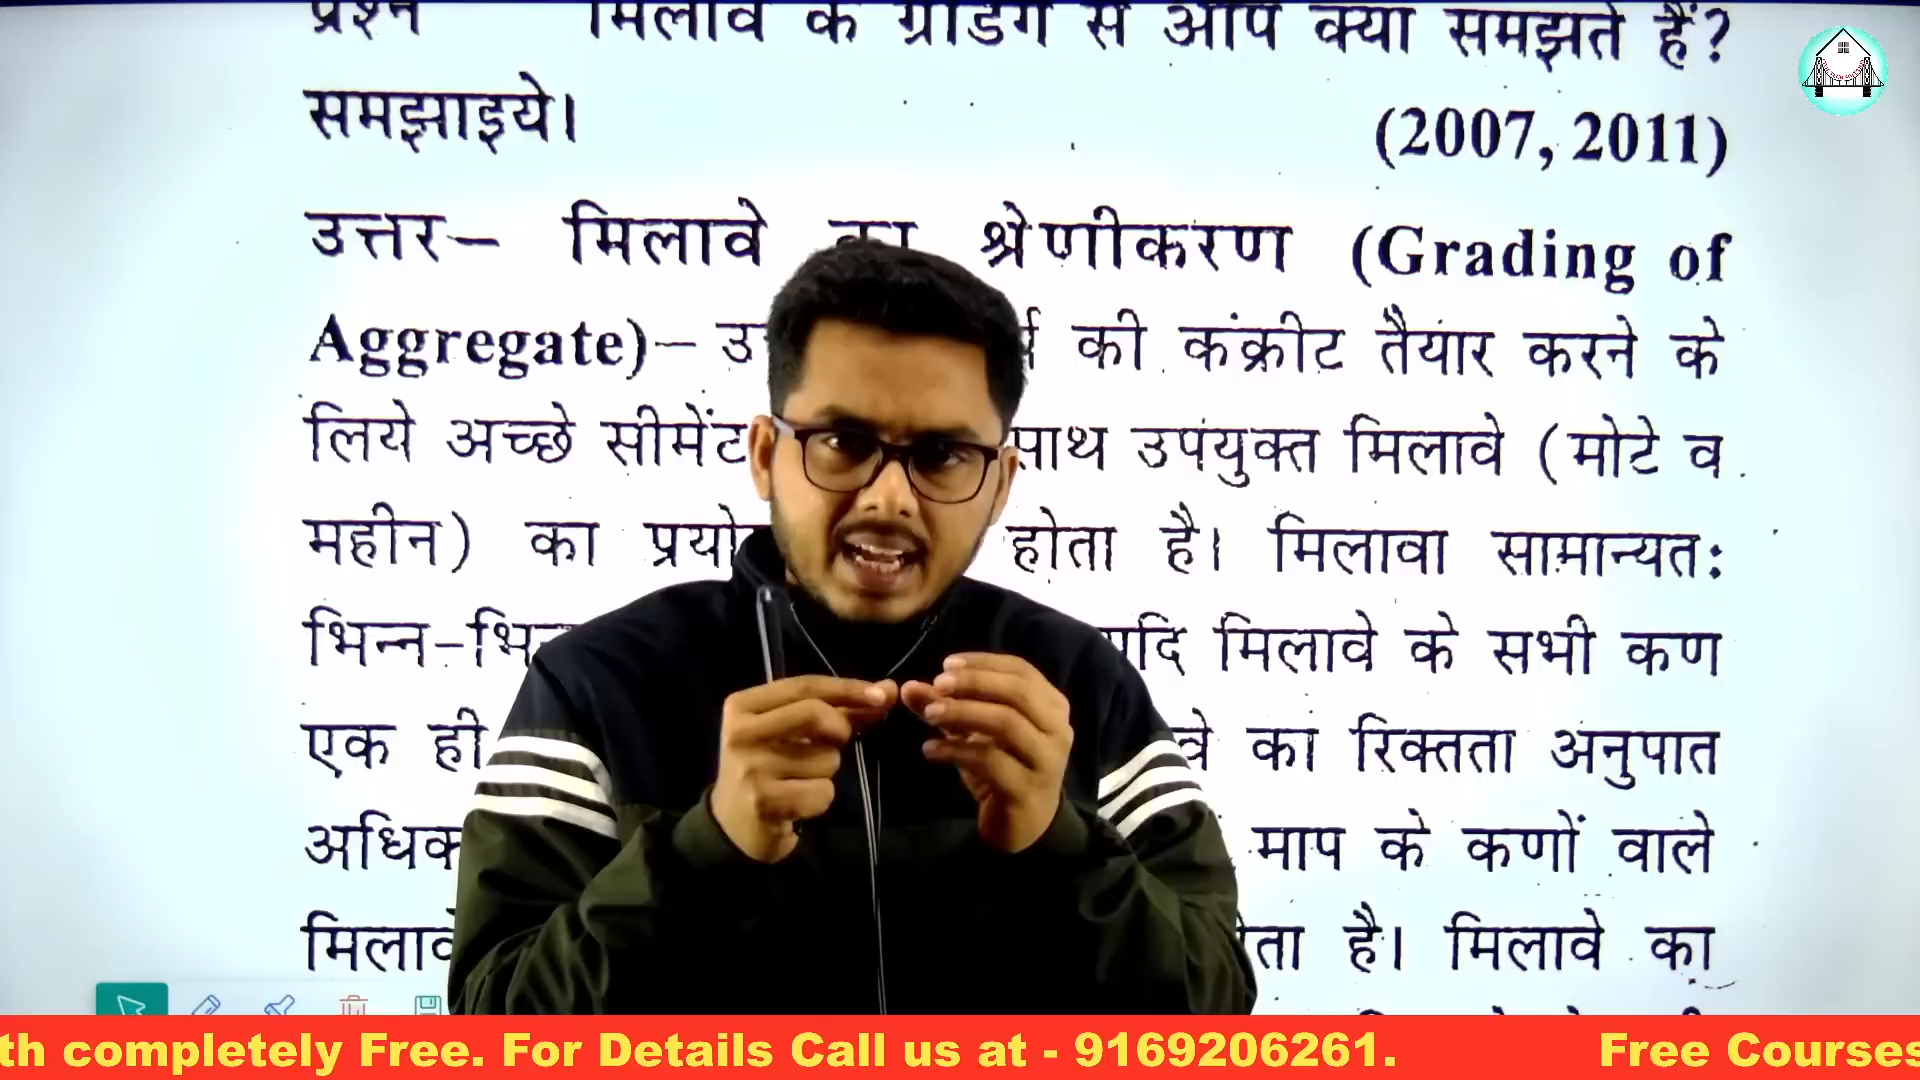 प्रश्न मिलावे के ग्रेडिंग से आप क्या समझते हैं?
समझाइये। (2007, 2011)
उत्तर– मिलावे का श्रेणीकरण (Grading of
Aggregate)– की कंक्रीट तैयार करने के
लिये अच्छे सीमेंट साथ उपयुक्त मिलावे (मोटे व
महीन) का होता है। मिलावा सामान्यतः
यदि मिलावे के सभी कण
एक ही का रिक्तता अनुपात
माप के कणों वाले
है। मिलावे का
th completely Free. For Details Call us at - 9169206261. Free Courses